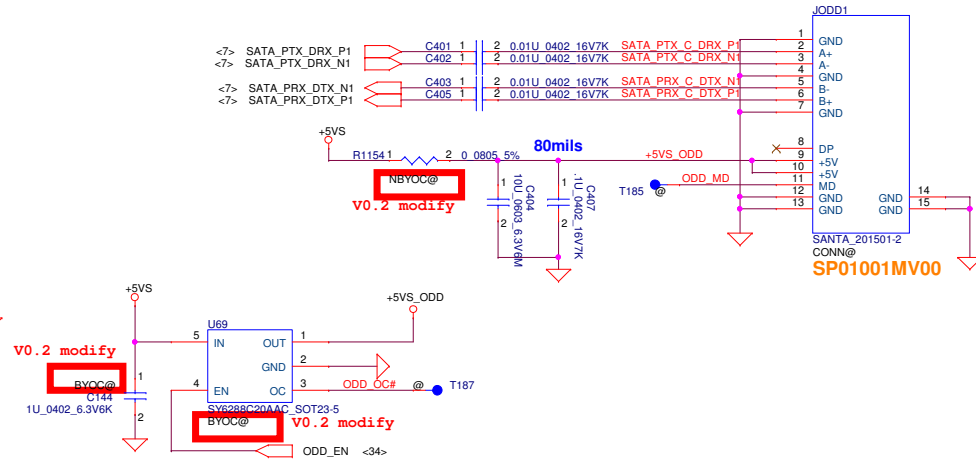 JODD1
1 GND
<7> SATA_PTX_DRX_P1 C401 1 2 0.01U_0402_16V7K SATA_PTX_C_DRX_P1 2 A+
<7> SATA_PTX_DRX_N1 C402 1 2 0.01U_0402_16V7K SATA_PTX_C_DRX_N1 3 A-
4 GND
<7> SATA_PRX_DTX_N1 C403 1 2 0.01U_0402_16V7K SATA_PRX_C_DTX_N1 5 B-
<7> SATA_PRX_DTX_P1 C405 1 2 0.01U_0402_16V7K SATA_PRX_C_DTX_P1 6 B+
7 GND
+5VS
80mils
8 DP
R1154 1 2 0_0805_5% +5VS_ODD 9 +5V
10 +5V
NBYOC@
T185 @ ODD_MD 11 MD
12 GND
13 GND
GND 14
GND 15
V0.2 modify
1 2 C404 10U_0603_6.3V6M
1 2 C407 .1U_0402_16V7K
SANTA_201501-2
CONN@
SP01001MV00
+5VS
+5VS_ODD
U69
5 IN OUT 1
V0.2 modify
GND 2
BYOC@
4 EN OC 3 ODD_OC# @ T187
1 C144
1U_0402_6.3V6K
2
SY6288C20AAC_SOT23-5
BYOC@
V0.2 modify
ODD_EN <34>